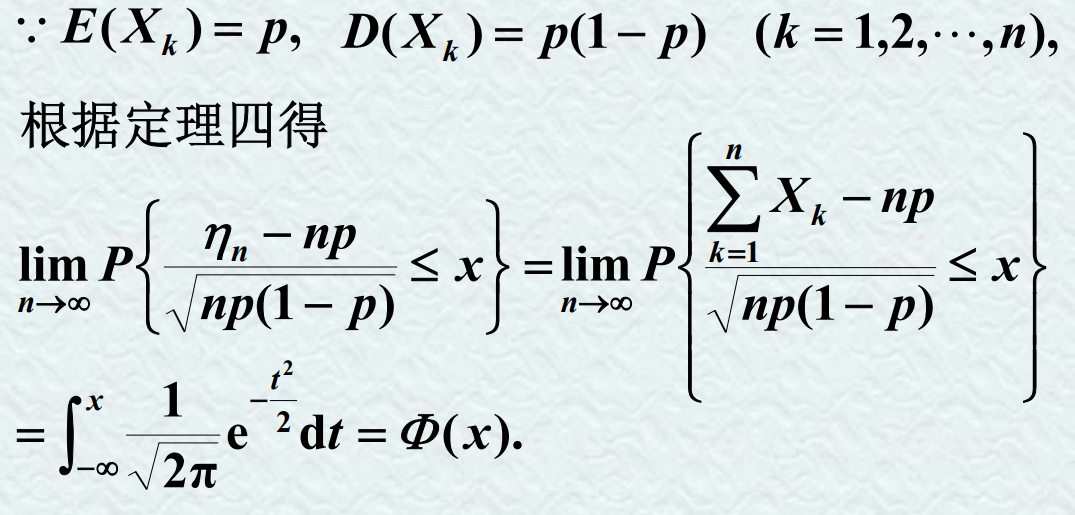 ∵ E(X_k) = p, D(X_k) = p(1 − p) (k = 1,2,⋯,n),
根据定理四得
lim_{n→∞} P{ (η_n − np) / √(np(1 − p)) ≤ x } = lim_{n→∞} P{ (∑_{k=1}^{n} X_k − np) / √(np(1 − p)) ≤ x }
= ∫_{−∞}^{x} (1 / √(2π)) e^{−t²/2} dt = Φ(x).